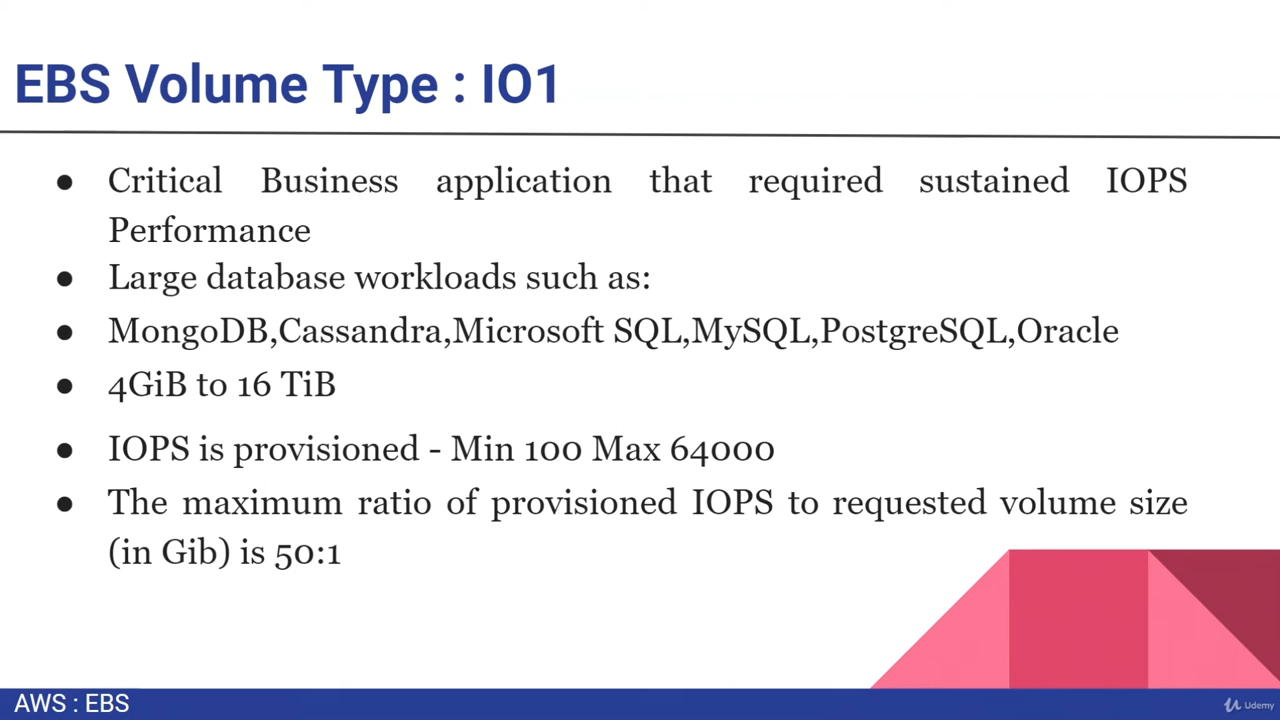 EBS Volume Type : IO1
● Critical Business application that required sustained IOPS
Performance
● Large database workloads such as:
● MongoDB,Cassandra,Microsoft SQL,MySQL,PostgreSQL,Oracle
● 4GiB to 16 TiB
● IOPS is provisioned - Min 100 Max 64000
● The maximum ratio of provisioned IOPS to requested volume size
(in Gib) is 50:1
AWS : EBS
Udemy